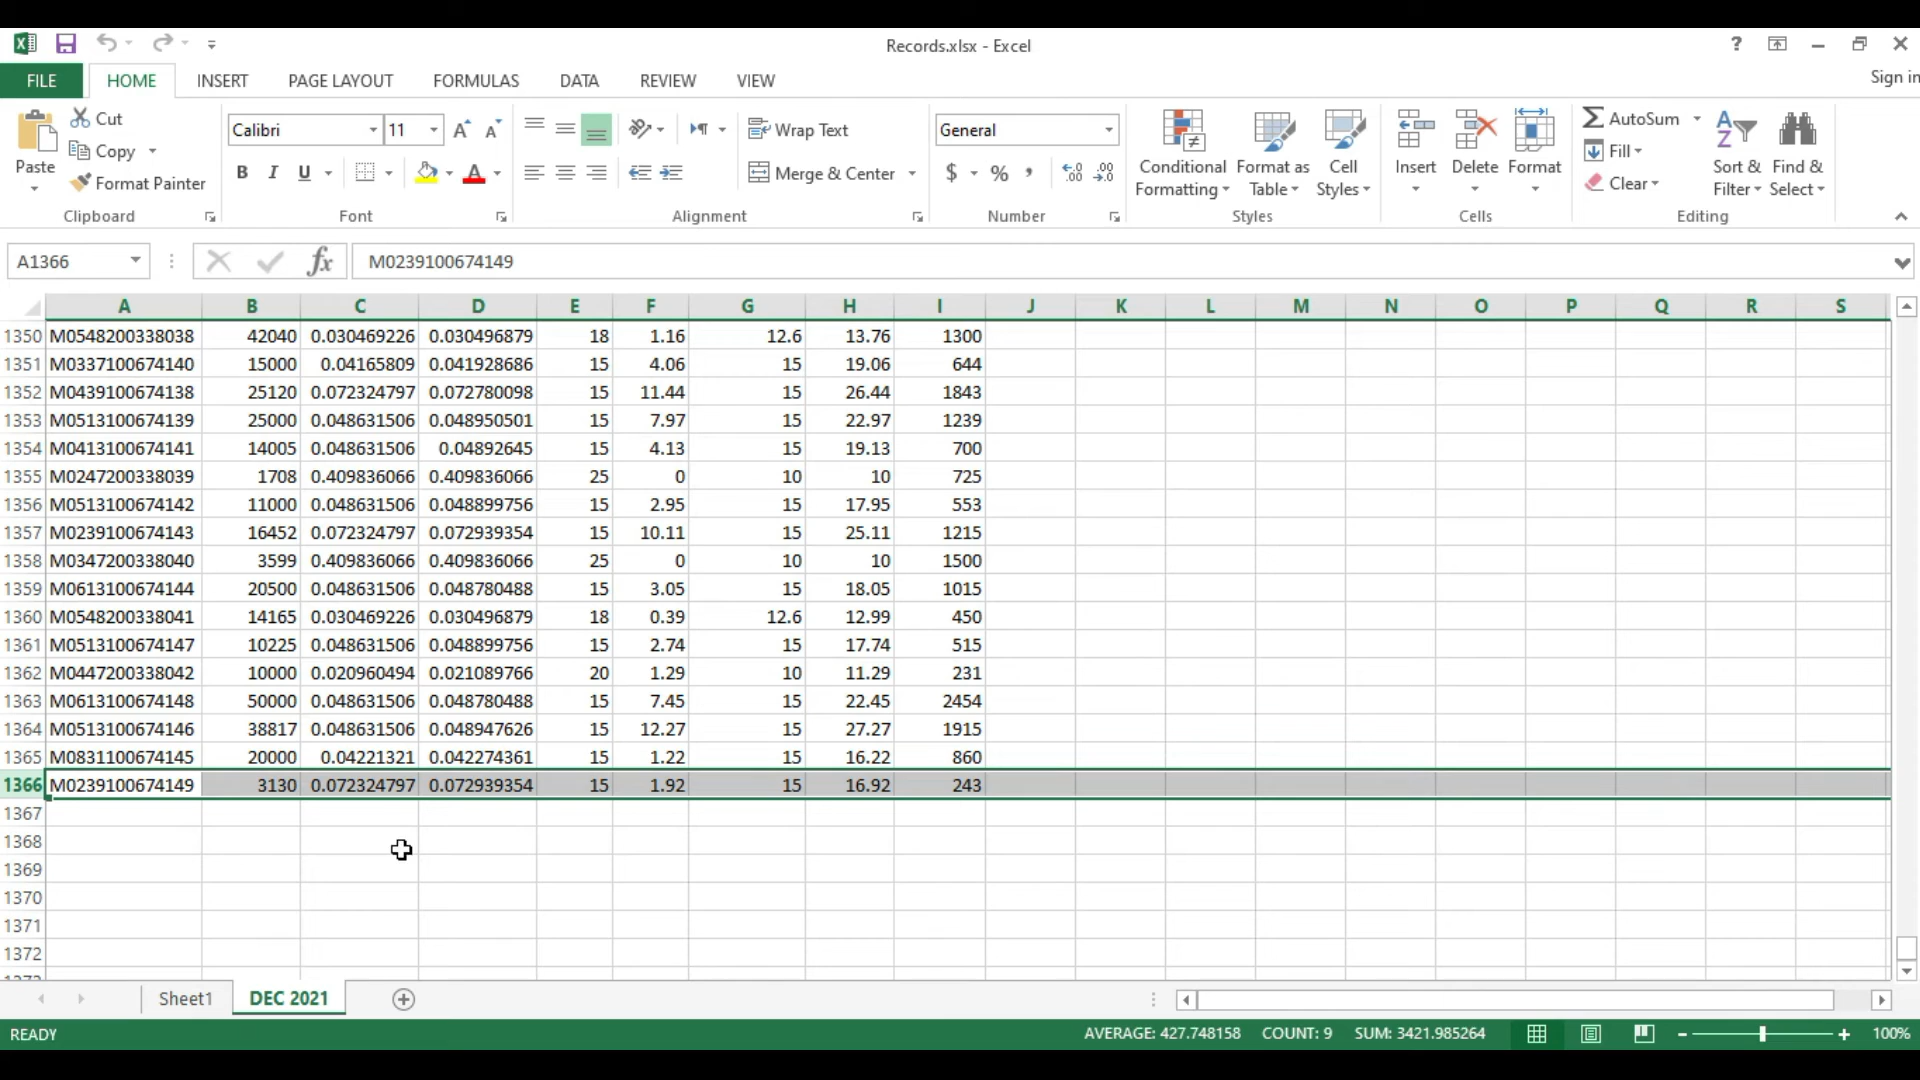 Records.xlsx - Excel
?
Sign in
FILE HOME INSERT PAGE LAYOUT FORMULAS DATA REVIEW VIEW
Paste
Cut
Copy
Format Painter
Clipboard
Calibri 11
B I U
Font
Wrap Text
Merge & Center
Alignment
General
$ % ,
Number
Conditional Formatting
Format as Table
Cell Styles
Styles
Insert Delete Format
Cells
AutoSum
Fill
Clear
Sort & Filter
Find & Select
Editing
A1366 fx M0239100674149
A B C D E F G H I J K L M N O P Q R S
1350 M0548200338038 42040 0.030469226 0.030496879 18 1.16 12.6 13.76 1300
1351 M0337100674140 15000 0.04165809 0.041928686 15 4.06 15 19.06 644
1352 M0439100674138 25120 0.072324797 0.072780098 15 11.44 15 26.44 1843
1353 M0513100674139 25000 0.048631506 0.048950501 15 7.97 15 22.97 1239
1354 M0413100674141 14005 0.048631506 0.04892645 15 4.13 15 19.13 700
1355 M0247200338039 1708 0.409836066 0.409836066 25 0 10 10 725
1356 M0513100674142 11000 0.048631506 0.048899756 15 2.95 15 17.95 553
1357 M0239100674143 16452 0.072324797 0.072939354 15 10.11 15 25.11 1215
1358 M0347200338040 3599 0.409836066 0.409836066 25 0 10 10 1500
1359 M0613100674144 20500 0.048631506 0.048780488 15 3.05 15 18.05 1015
1360 M0548200338041 14165 0.030469226 0.030496879 18 0.39 12.6 12.99 450
1361 M0513100674147 10225 0.048631506 0.048899756 15 2.74 15 17.74 515
1362 M0447200338042 10000 0.020960494 0.021089766 20 1.29 10 11.29 231
1363 M0613100674148 50000 0.048631506 0.048780488 15 7.45 15 22.45 2454
1364 M0513100674146 38817 0.048631506 0.048947626 15 12.27 15 27.27 1915
1365 M0831100674145 20000 0.04221321 0.042274361 15 1.22 15 16.22 860
1366 M0239100674149 3130 0.072324797 0.072939354 15 1.92 15 16.92 243
1367
1368
1369
1370
1371
1372
Sheet1 DEC 2021
READY AVERAGE: 427.748158 COUNT: 9 SUM: 3421.985264 100%